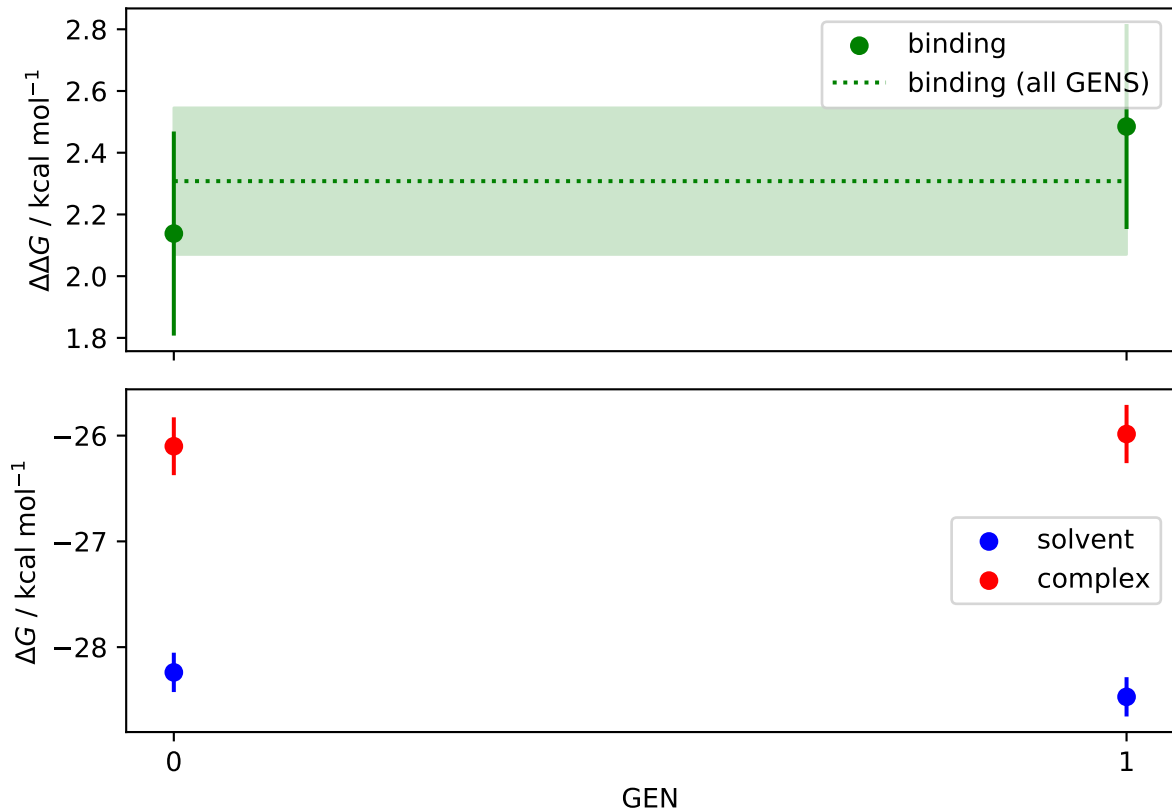 2.8
2.6
2.4
2.2
2.0
1.8
ΔΔG / kcal mol⁻¹
binding
binding (all GENS)
−26
−27
−28
ΔG / kcal mol⁻¹
solvent
complex
0
1
GEN